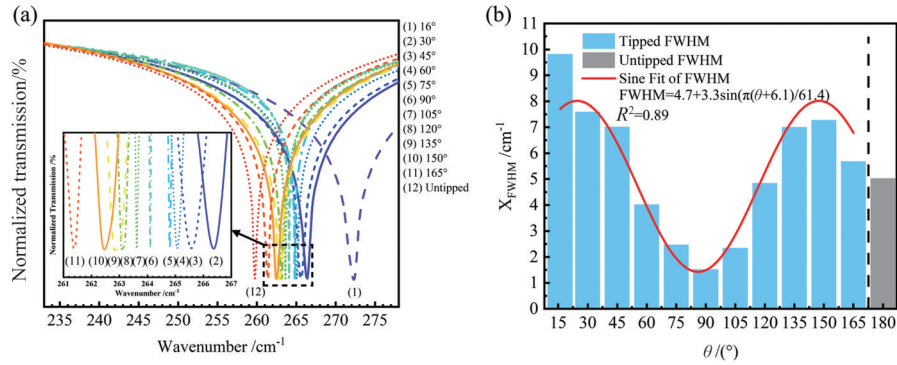 (a)
Normalized transmission/%
Wavenumber /cm-1
235 240 245 250 255 260 265 270 275
(1) 16°
(2) 30°
(3) 45°
(4) 60°
(5) 75°
(6) 90°
(7) 105°
(8) 120°
(9) 135°
(10) 150°
(11) 165°
(12) Untipped
Normalized Transmission /%
(11) (10) (9) (8) (7) (6) (5) (4) (3) (2)
261 262 263 264 265 266 267
Wavenumber /cm-1
(12)
(1)
(b)
XFWHM/cm-1
11
10
9
8
7
6
5
4
3
2
1
0
Tipped FWHM
Untipped FWHM
Sine Fit of FWHM
FWHM=4.7+3.3sin(π(θ+6.1)/61.4)
R²=0.89
15 30 45 60 75 90 105 120 135 150 165 180
θ /(°)